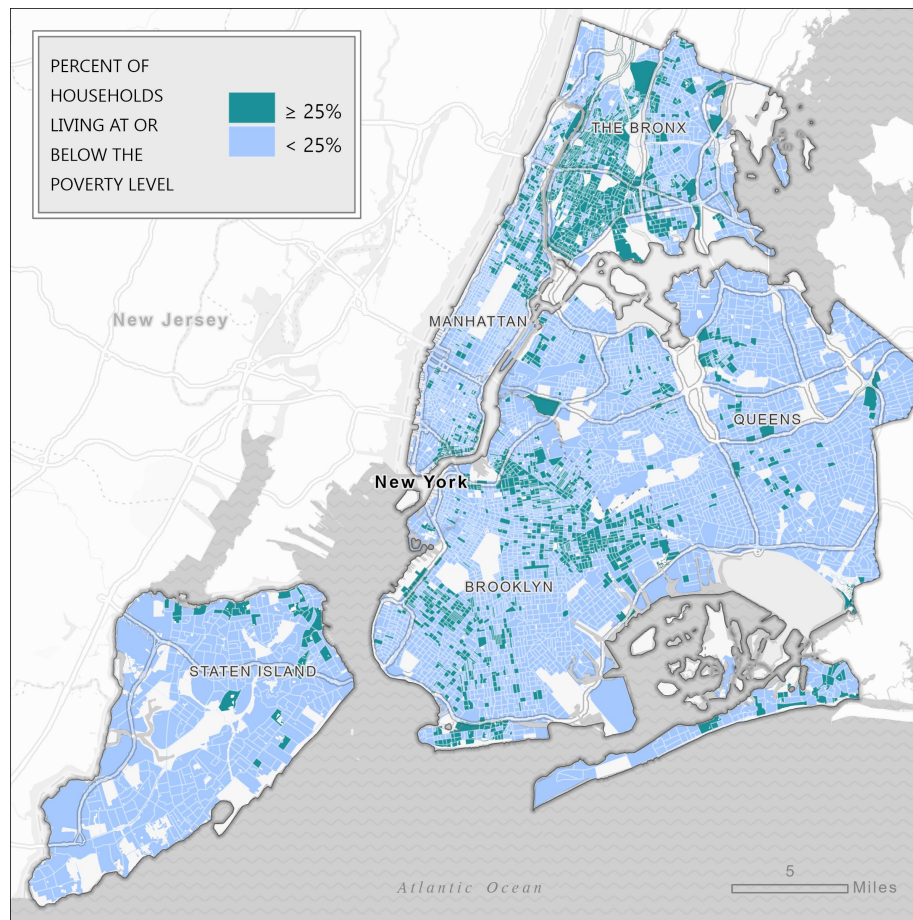 PERCENT OF
HOUSEHOLDS
LIVING AT OR
BELOW THE
POVERTY LEVEL
≥ 25%
< 25%
THE BRONX
New Jersey
MANHATTAN
QUEENS
New York
BROOKLYN
STATEN ISLAND
5
Miles
Atlantic Ocean